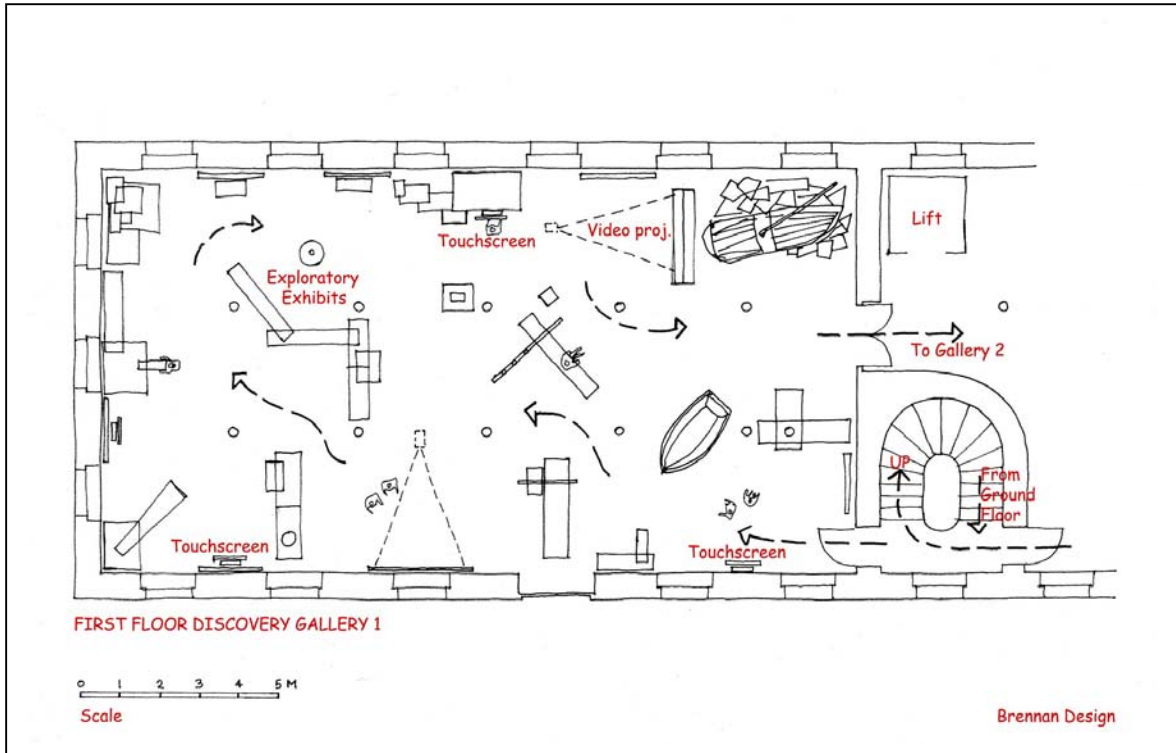 Lift
Touchscreen
Video proj.
Exploratory
Exhibits
To Gallery 2
UP
From
Ground
Floor
Touchscreen
Touchscreen
FIRST FLOOR DISCOVERY GALLERY 1
0 1 2 3 4 5 M
Scale
Brennan Design